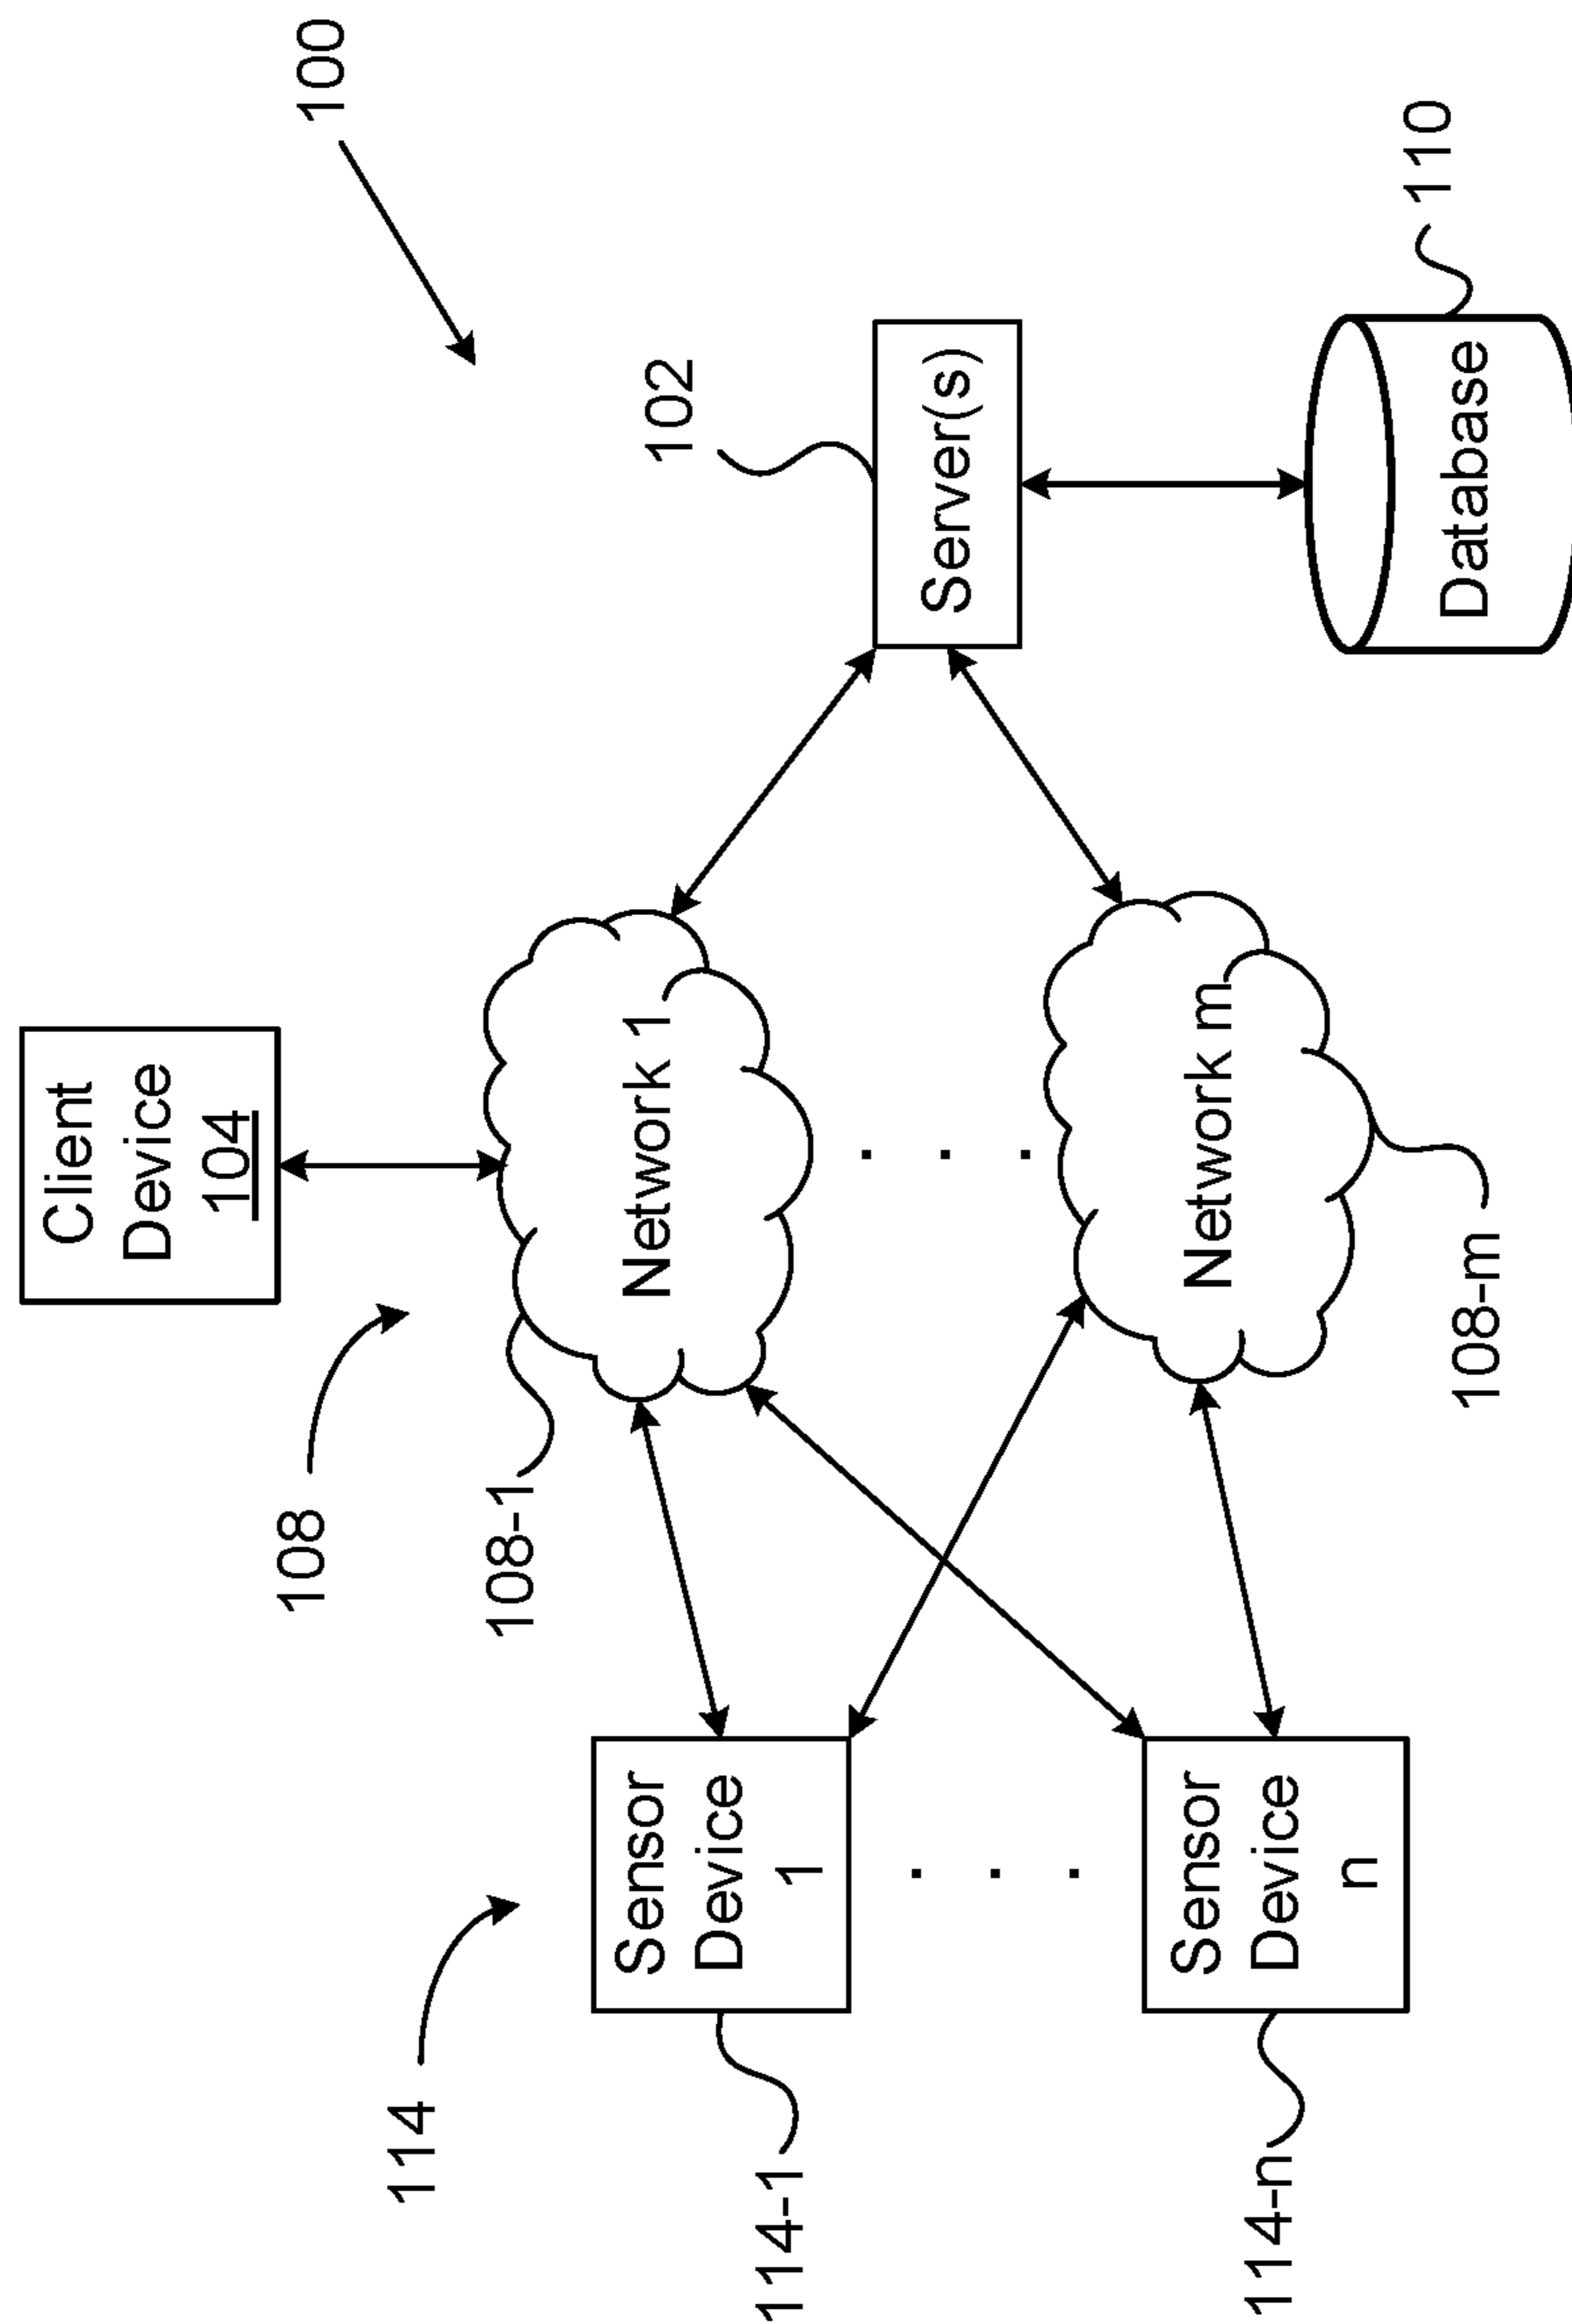 100
Client
Device
104
108
108-1
Network 1
102
Server(s)
114
Sensor
Device
1
114-1
. . .
. . .
Network m
108-m
110
Database
Sensor
Device
n
114-n